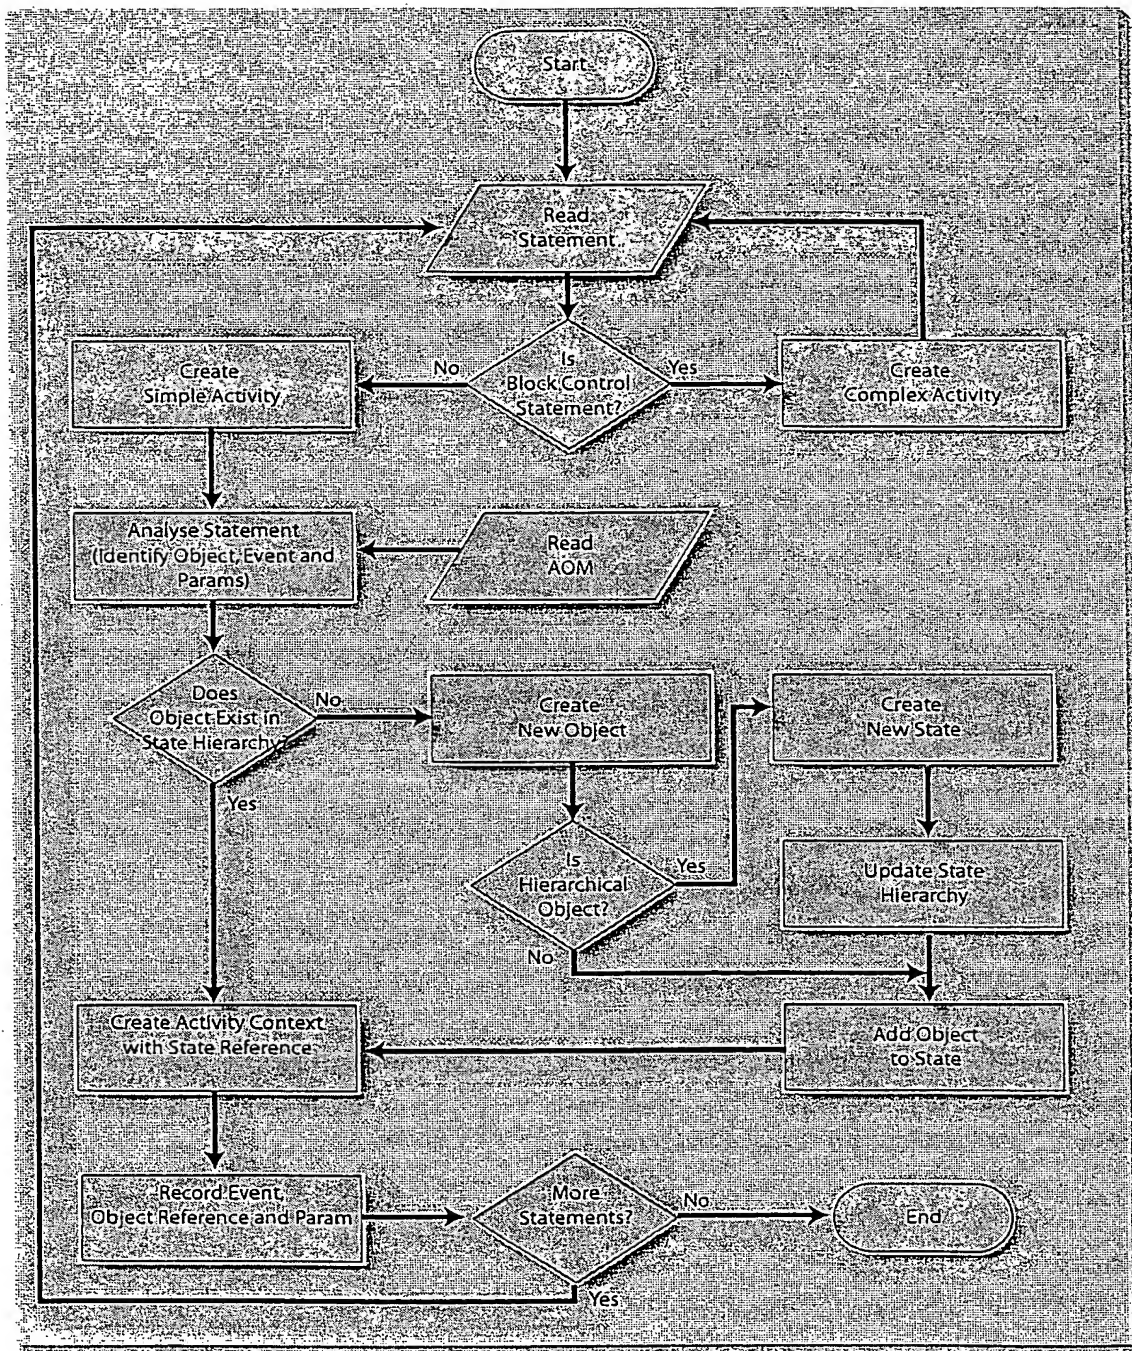 Start
Read
Statement
Is
Block Control
Statement?
No
Yes
Create
Simple Activity
Create
Complex Activity
Analyse Statement
(Identify Object, Event and
Params)
Read
AOM
Does
Object Exist in
State Hierarchy?
No
Yes
Create
New Object
Create
New State
Is
Hierarchical
Object?
Yes
No
Update State
Hierarchy
Create Activity Context
with State Reference
Add Object
to State
Record Event,
Object Reference and Param
More
Statements?
No
Yes
End